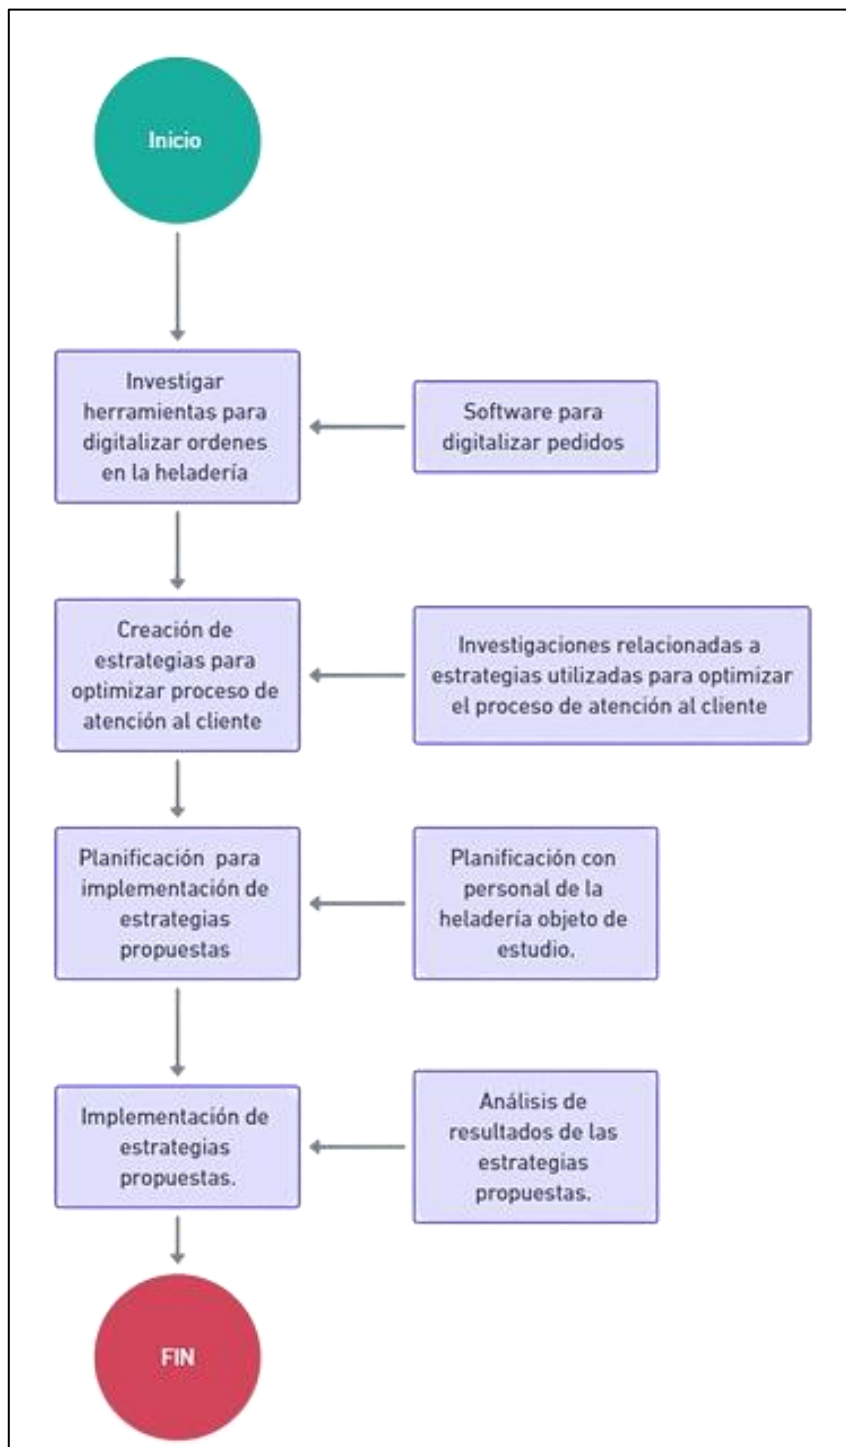 Inicio
Investigar
herramientas para
digitalizar ordenes
en la heladería
Software para
digitalizar pedidos
Creación de
estrategias para
optimizar proceso de
atención al cliente
Investigaciones relacionadas a
estrategias utilizadas para optimizar
el proceso de atención al cliente
Planificación para
implementación de
estrategias
propuestas
Planificación con
personal de la
heladería objeto de
estudio.
Implementación de
estrategias
propuestas.
Análisis de
resultados de las
estrategias
propuestas.
FIN